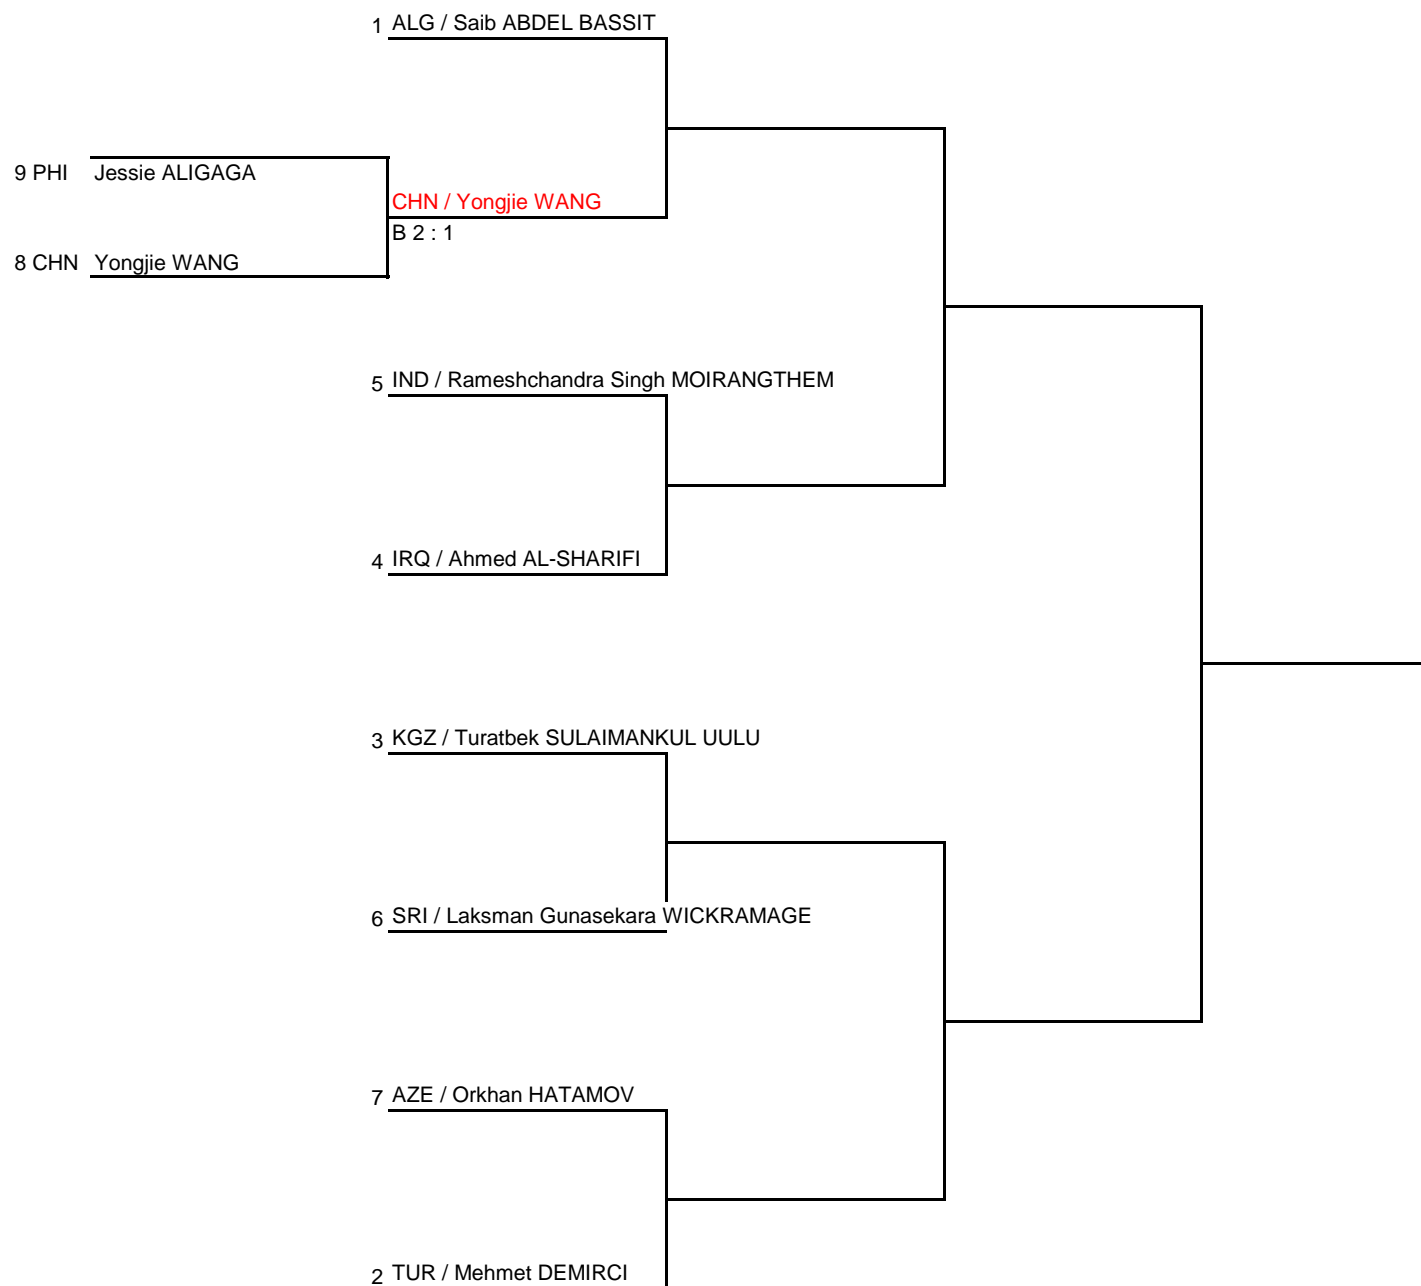 1 ALG / Saib ABDEL BASSIT
9 PHI Jessie ALIGAGA
CHN / Yongjie WANG
B 2 : 1
8 CHN Yongjie WANG
5 IND / Rameshchandra Singh MOIRANGTHEM
4 IRQ / Ahmed AL-SHARIFI
3 KGZ / Turatbek SULAIMANKUL UULU
6 SRI / Laksman Gunasekara WICKRAMAGE
7 AZE / Orkhan HATAMOV
2 TUR / Mehmet DEMIRCI